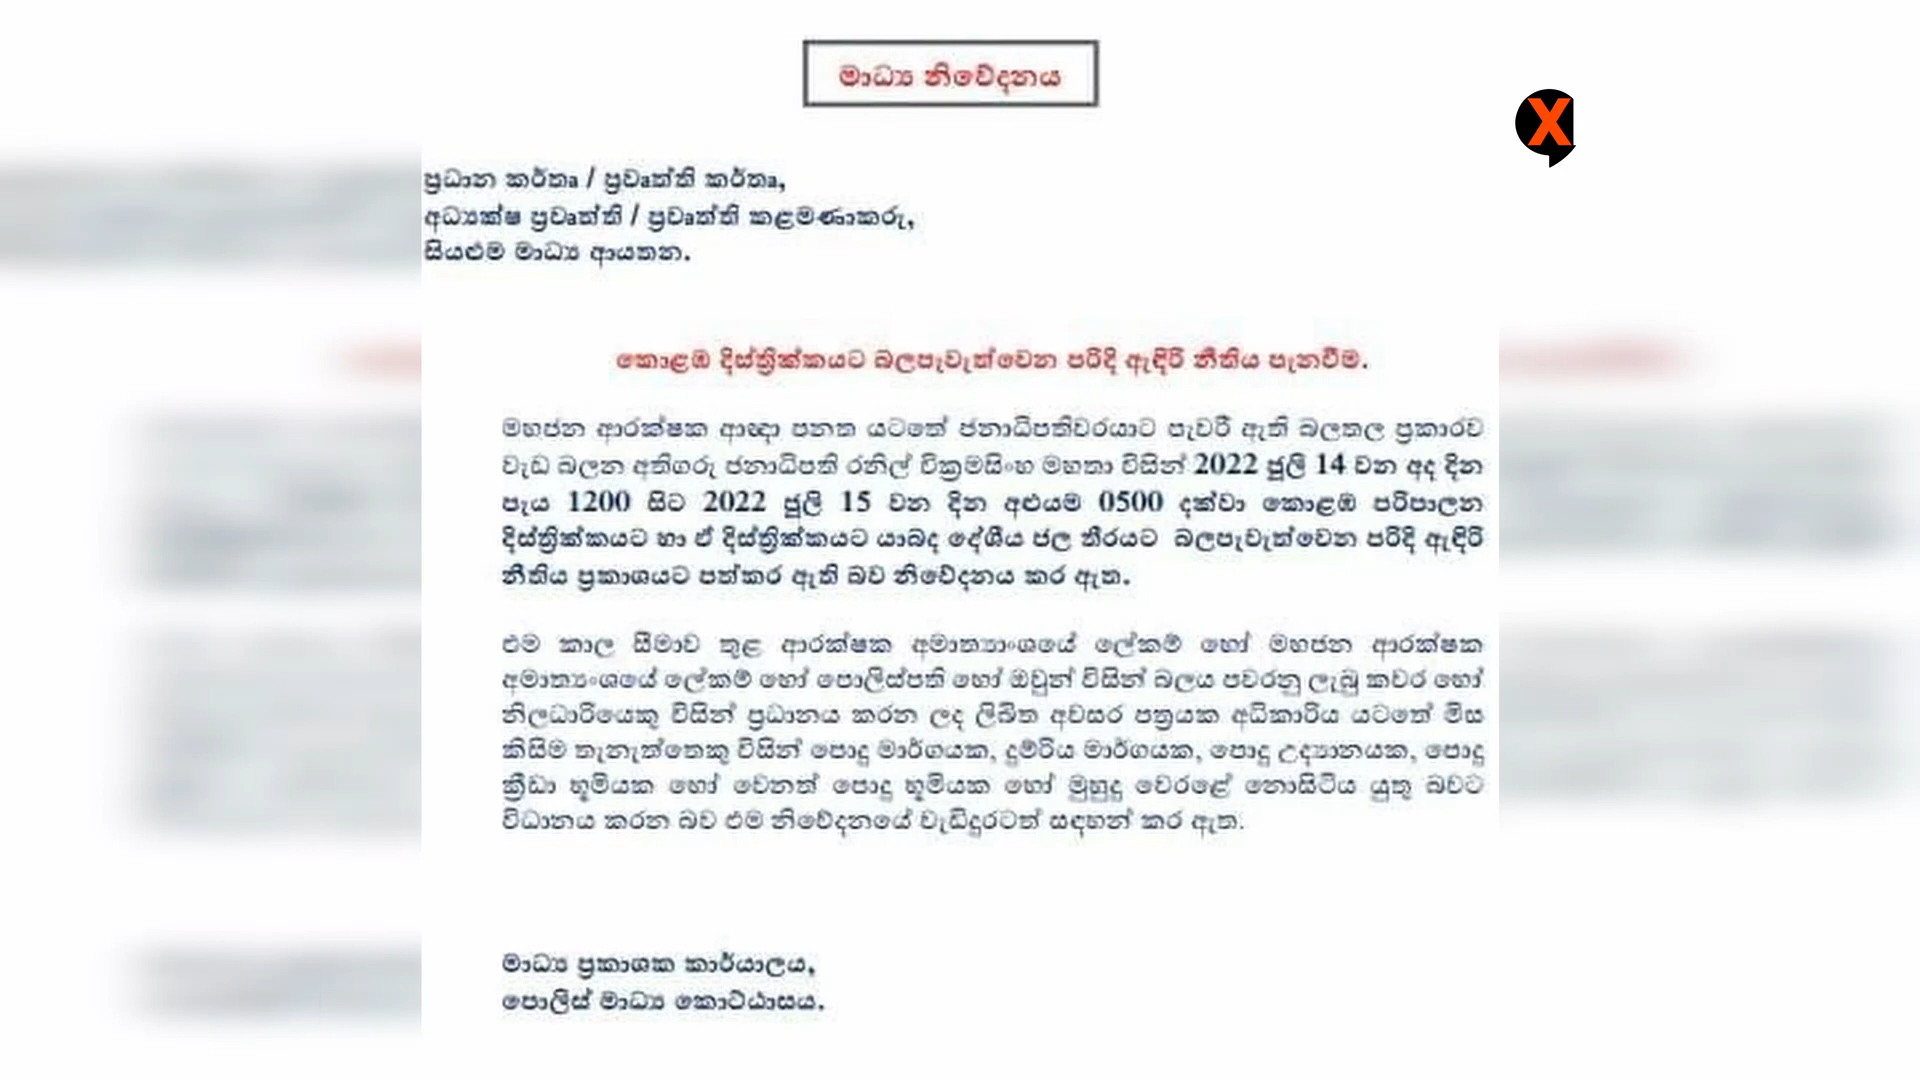 මාධ්‍ය නිවේදනය
X
ප්‍රධාන කර්තෘ / ප්‍රවෘත්ති කර්තෘ,
අධ්‍යක්ෂ ප්‍රවෘත්ති / ප්‍රවෘත්ති කළමණාකරු,
සියළුම මාධ්‍ය ආයතන.
කොළඹ දිස්ත්‍රික්කයට බලපැවැත්වෙන පරිදි ඇඳිරි නීතිය පැනවීම.
මහජන ආරක්ෂක ආඥා පනත යටතේ ජනාධිපතිවරයාට පැවරී ඇති බලතල ප්‍රකාරව
වැඩ බලන අතිගරු ජනාධිපති රනිල් වික්‍රමසිංහ මහතා විසින් 2022 ජූලි 14 වන අද දින
පැය 1200 සිට 2022 ජූලි 15 වන දින අළුයම 0500 දක්වා කොළඹ පරිපාලන
දිස්ත්‍රික්කයට හා ඒ දිස්ත්‍රික්කයට යාබද දේශීය ජල තීරයට බලපැවැත්වෙන පරිදි ඇඳිරි
නීතිය ප්‍රකාශයට පත්කර ඇති බව නිවේදනය කර ඇත.
එම කාල සීමාව තුළ ආරක්ෂක අමාත්‍යාංශයේ ලේකම් හෝ මහජන ආරක්ෂක
අමාත්‍යංශයේ ලේකම් හෝ පොලිස්පති හෝ ඔවුන් විසින් බලය පවරනු ලැබූ කවර හෝ
නිලධාරියෙකු විසින් ප්‍රධානය කරන ලද ලිඛිත අවසර පත්‍රයක අධිකාරිය යටතේ මිස
කිසිම තැනැත්තෙකු විසින් පොදු මාර්ගයක, දුම්රිය මාර්ගයක, පොදු උද්‍යානයක, පොදු
ක්‍රීඩා භූමියක හෝ වෙනත් පොදු භූමියක හෝ මුහුදු වෙරළේ නොසිටිය යුතු බවට
විධානය කරන බව එම නිවේදනයේ වැඩිදුරටත් සඳහන් කර ඇත.
මාධ්‍ය ප්‍රකාශක කාර්යාලය,
පොලිස් මාධ්‍ය කොට්ඨාසය.